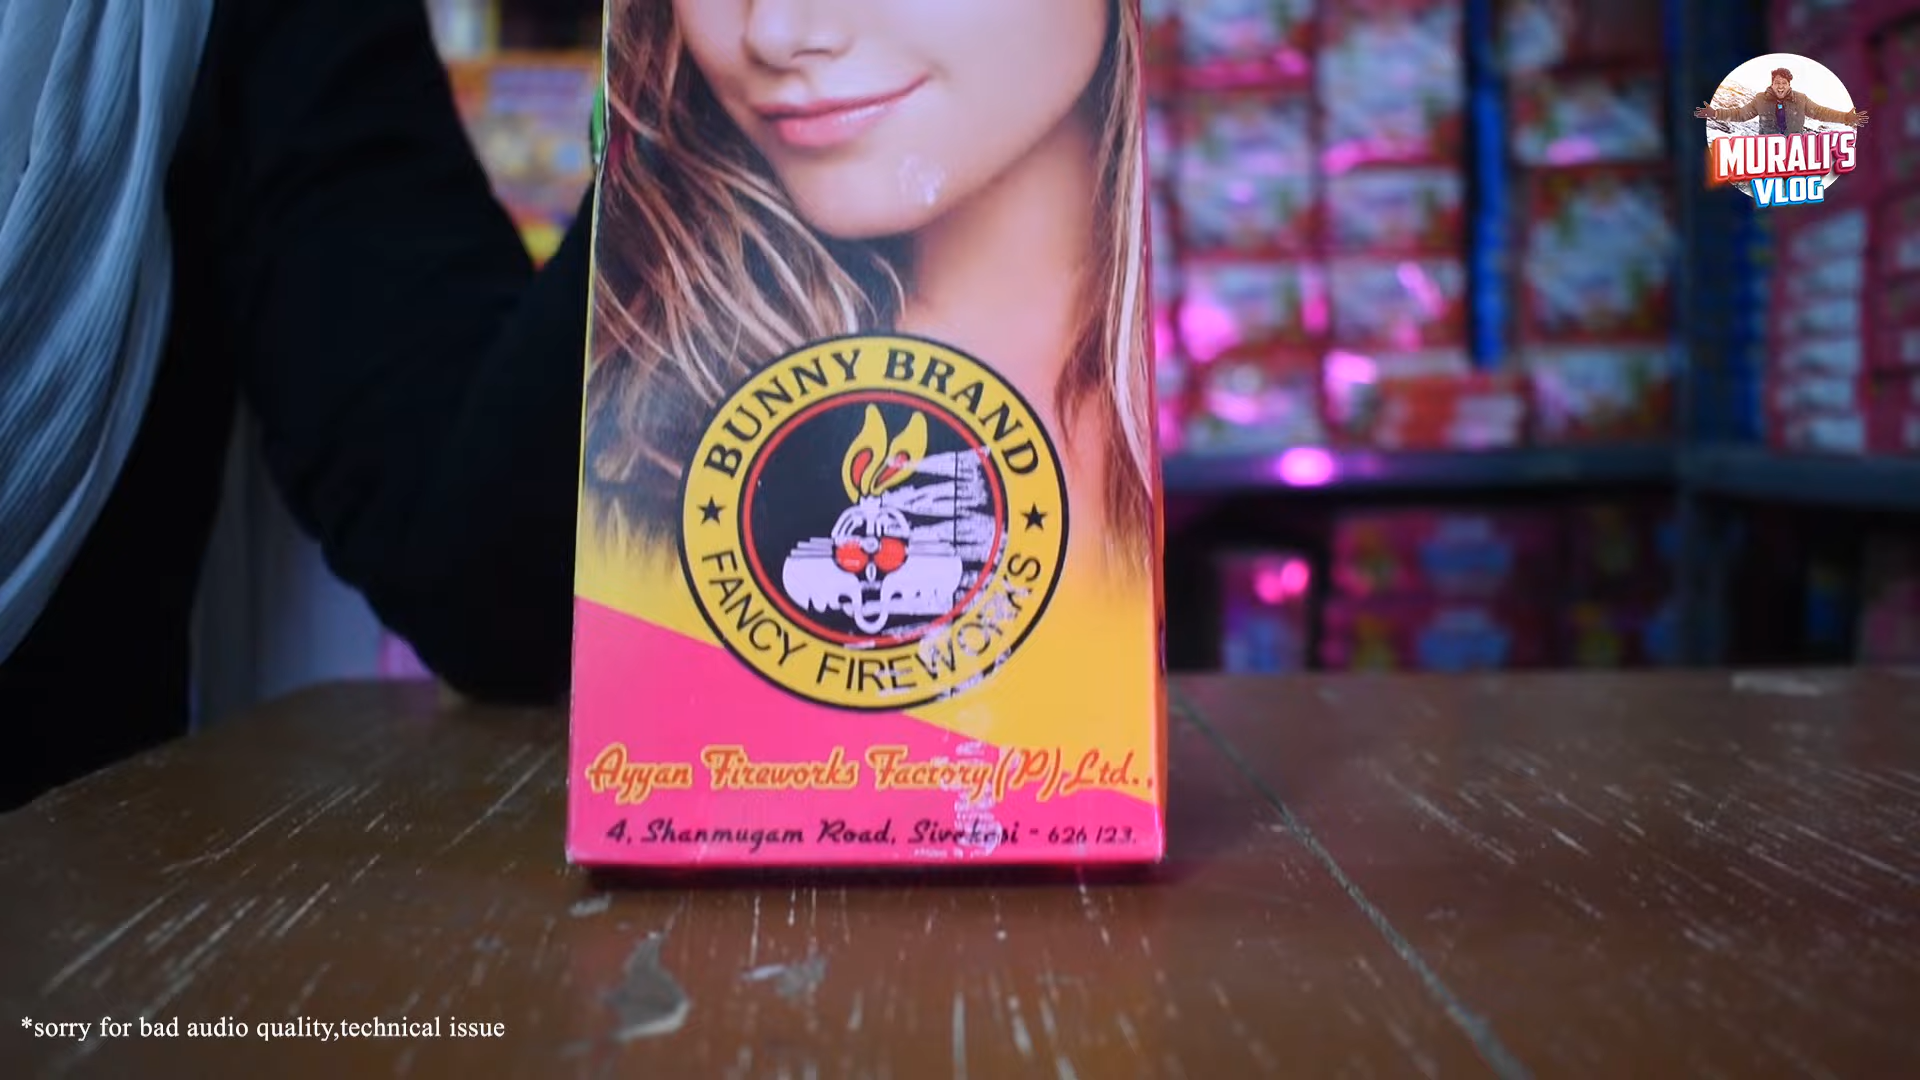 MURALI'S
VLOG
BUNNY BRAND
FANCY FIREWORKS
Ayyan Fireworks Factory (P) Ltd.,
4, Shanmugam Road, Sivakasi - 626 123.
*sorry for bad audio quality,technical issue